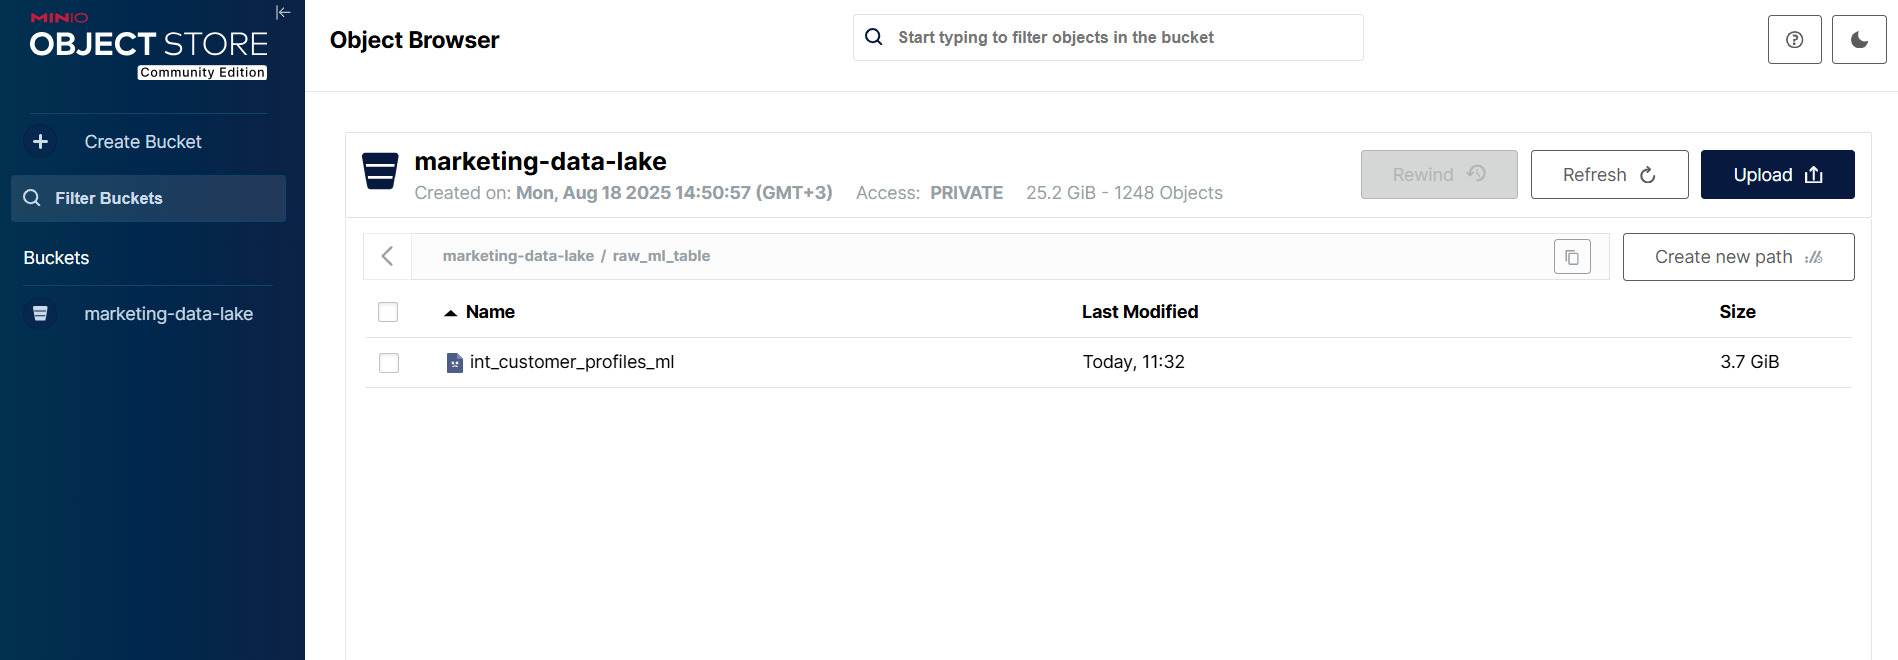 MINIO
OBJECT STORE
Community Edition
Create Bucket
Filter Buckets
Buckets
marketing-data-lake
Object Browser
Start typing to filter objects in the bucket
marketing-data-lake
Created on: Mon, Aug 18 2025 14:50:57 (GMT+3) Access: PRIVATE 25.2 GiB - 1248 Objects
Rewind
Refresh
Upload
marketing-data-lake / raw_ml_table
Create new path
Name Last Modified Size
int_customer_profiles_ml Today, 11:32 3.7 GiB